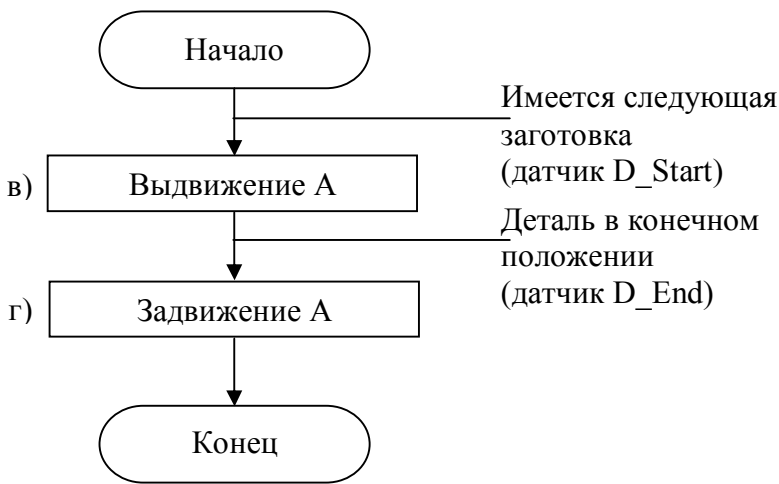 Начало
Имеется следующая
заготовка
(датчик D_Start)
в)
Выдвижение А
Деталь в конечном
положении
(датчик D_End)
г)
Задвижение А
Конец